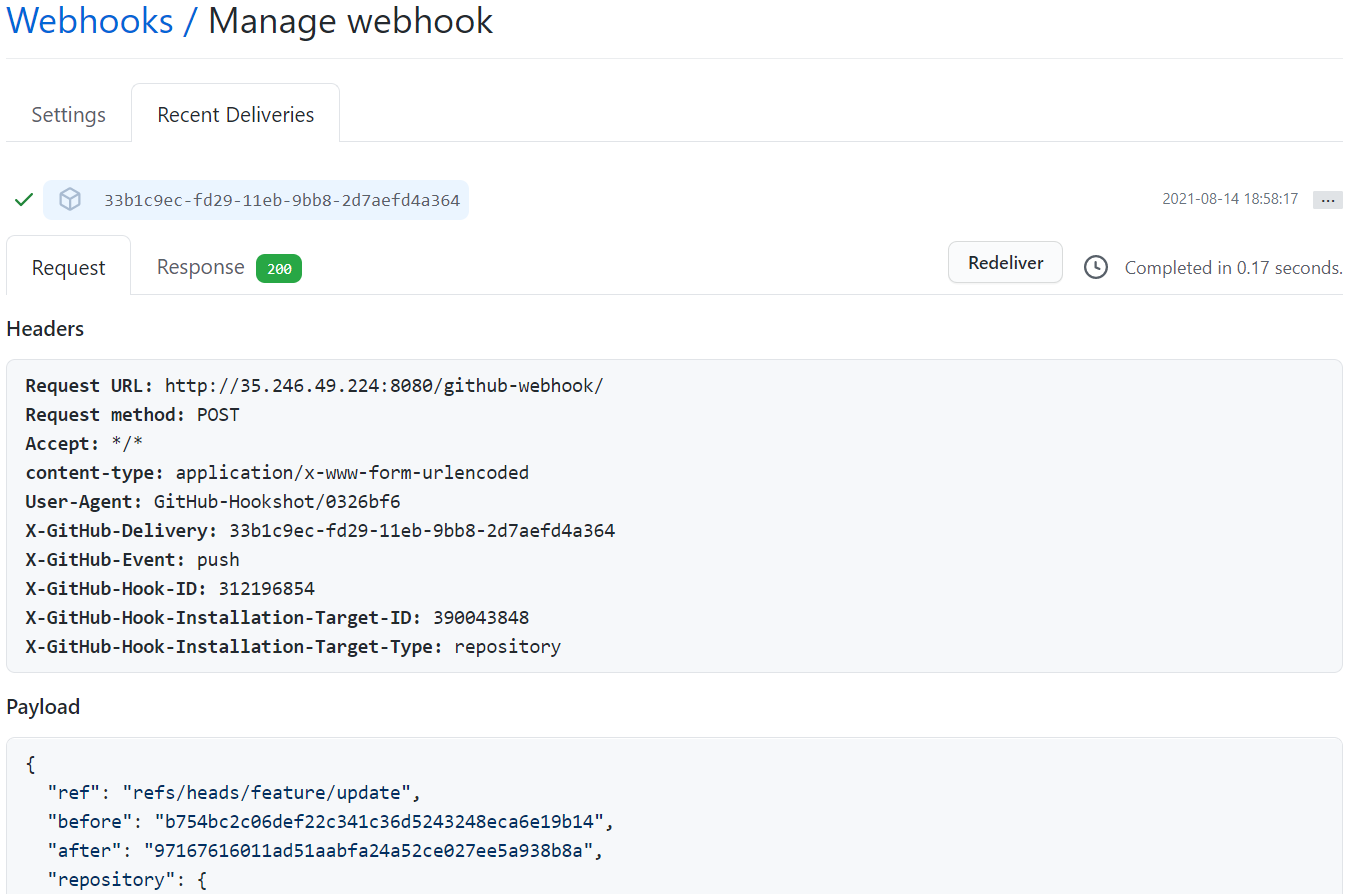 Webhooks / Manage webhook
Settings
Recent Deliveries
33b1c9ec-fd29-11eb-9bb8-2d7aefd4a364
2021-08-14 18:58:17
...
Request
Response 200
Redeliver
Completed in 0.17 seconds.
Headers
Request URL: http://35.246.49.224:8080/github-webhook/
Request method: POST
Accept: */*
content-type: application/x-www-form-urlencoded
User-Agent: GitHub-Hookshot/0326bf6
X-GitHub-Delivery: 33b1c9ec-fd29-11eb-9bb8-2d7aefd4a364
X-GitHub-Event: push
X-GitHub-Hook-ID: 312196854
X-GitHub-Hook-Installation-Target-ID: 390043848
X-GitHub-Hook-Installation-Target-Type: repository
Payload
{
"ref": "refs/heads/feature/update",
"before": "b754bc2c06def22c341c36d5243248eca6e19b14",
"after": "97167616011ad51aabfa24a52ce027ee5a938b8a",
"repository": {